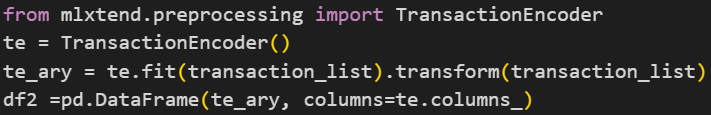 from mlxtend.preprocessing import TransactionEncoder
te = TransactionEncoder()
te_ary = te.fit(transaction_list).transform(transaction_list)
df2 =pd.DataFrame(te_ary, columns=te.columns_)